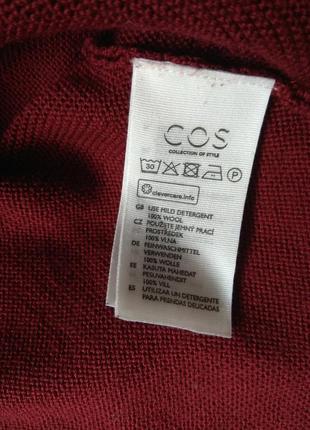 COS
COLLECTION OF STYLE
30 P
clevercare.info
GB USE MILD DETERGENT
100% WOOL
CZ POUŽIJTE JEMNÝ PRACÍ
PROSTŘEDEK
100% VLNA
DE FEINWASCHMITTEL
VERWENDEN
100% WOLLE
EE KASUTA MAHEDAT
PESUVAHENDIT
100% VILL
ES UTILIZAR UN DETERGENTE
PARA PRENDAS DELICADAS